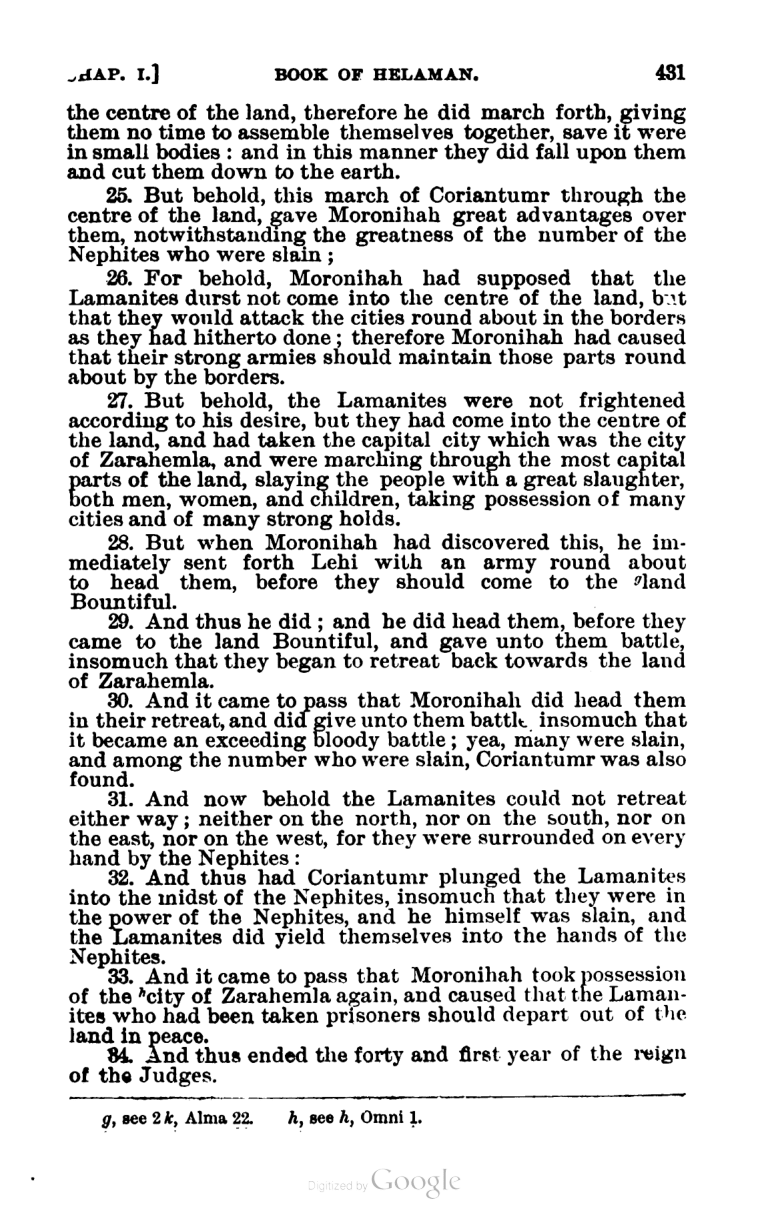 CHAP. I.] BOOK OF HELAMAN. 431
the centre of the land, therefore he did march forth, giving
them no time to assemble themselves together, save it were
in small bodies : and in this manner they did fall upon them
and cut them down to the earth.
25. But behold, this march of Coriantumr through the
centre of the land, gave Moronihah great advantages over
them, notwithstanding the greatness of the number of the
Nephites who were slain ;
26. For behold, Moronihah had supposed that the
Lamanites durst not come into the centre of the land, but
that they would attack the cities round about in the borders
as they had hitherto done ; therefore Moronihah had caused
that their strong armies should maintain those parts round
about by the borders.
27. But behold, the Lamanites were not frightened
according to his desire, but they had come into the centre of
the land, and had taken the capital city which was the city
of Zarahemla, and were marching through the most capital
parts of the land, slaying the people with a great slaughter,
both men, women, and children, taking possession of many
cities and of many strong holds.
28. But when Moronihah had discovered this, he im-
mediately sent forth Lehi with an army round about
to head them, before they should come to the gland
Bountiful.
29. And thus he did ; and he did head them, before they
came to the land Bountiful, and gave unto them battle,
insomuch that they began to retreat back towards the land
of Zarahemla.
30. And it came to pass that Moronihah did head them
in their retreat, and did give unto them battle insomuch that
it became an exceeding bloody battle ; yea, many were slain,
and among the number who were slain, Coriantumr was also
found.
31. And now behold the Lamanites could not retreat
either way ; neither on the north, nor on the south, nor on
the east, nor on the west, for they were surrounded on every
hand by the Nephites :
32. And thus had Coriantumr plunged the Lamanites
into the midst of the Nephites, insomuch that they were in
the power of the Nephites, and he himself was slain, and
the Lamanites did yield themselves into the hands of the
Nephites.
33. And it came to pass that Moronihah took possession
of the hcity of Zarahemla again, and caused that the Laman-
ites who had been taken prisoners should depart out of the
land in peace.
34. And thus ended the forty and first year of the reign
of the Judges.
g, see 2 k, Alma 22. h, see h, Omni 1.
Digitized by Google